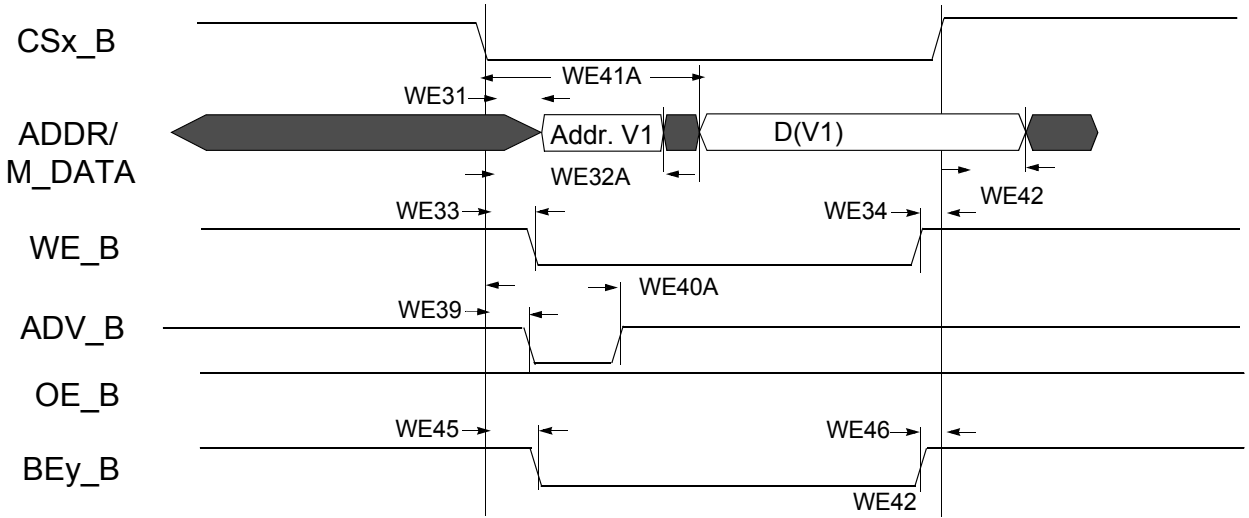 CSx_B
WE41A
WE31
ADDR/
M_DATA
Addr. V1
D(V1)
WE32A
WE42
WE33
WE34
WE_B
WE40A
WE39
ADV_B
OE_B
WE45
WE46
BEy_B
WE42